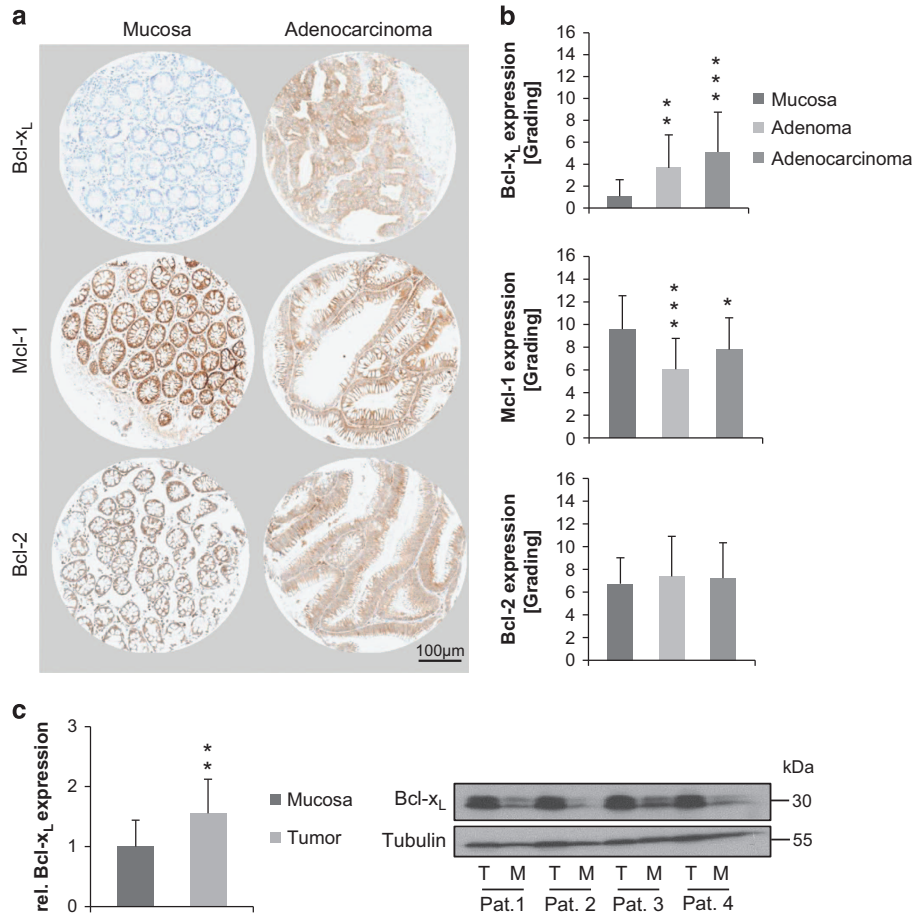 a
Mucosa Adenocarcinoma
Bcl-xL
Mcl-1
Bcl-2
100µm
b
Bcl-xL expression
[Grading]
16
14
12
10
8
6
4
2
0
* *
* * *
Mucosa
Adenoma
Adenocarcinoma
Mcl-1 expression
[Grading]
16
14
12
10
8
6
4
2
0
* * *
*
Bcl-2 expression
[Grading]
16
14
12
10
8
6
4
2
0
c
rel. Bcl-xL expression
3
2
1
0
* *
Mucosa
Tumor
kDa
Bcl-xL 30
Tubulin 55
T M T M T M T M
Pat.1 Pat. 2 Pat. 3 Pat. 4